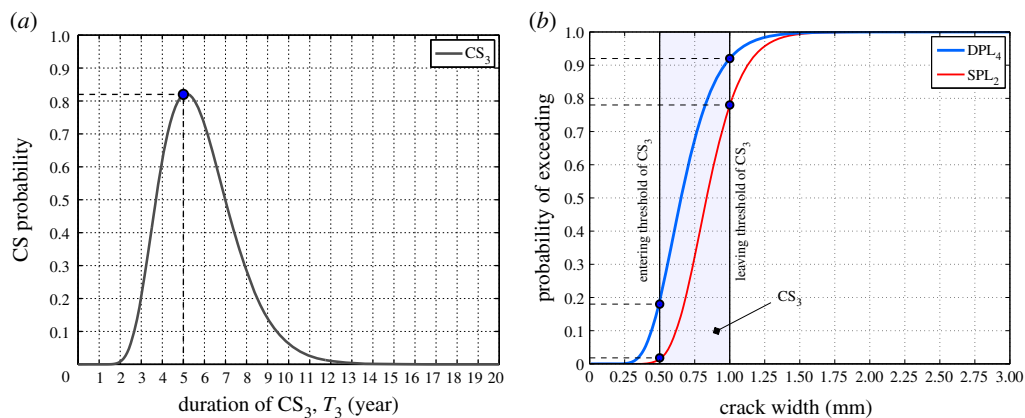 (a)
1.0
0.9
0.8
0.7
0.6
0.5
0.4
0.3
0.2
0.1
0
CS probability
CS3
1 2 3 4 5 6 7 8 9 10 11 12 13 14 15 16 17 18 19 20
duration of CS3, T3 (year)
(b)
1.0
0.9
0.8
0.7
0.6
0.5
0.4
0.3
0.2
0.1
0
probability of exceeding
DPL4
SPL2
entering threshold of CS3
leaving threshold of CS3
CS3
0 0.25 0.50 0.75 1.00 1.25 1.50 1.75 2.00 2.25 2.50 2.75 3.00
crack width (mm)